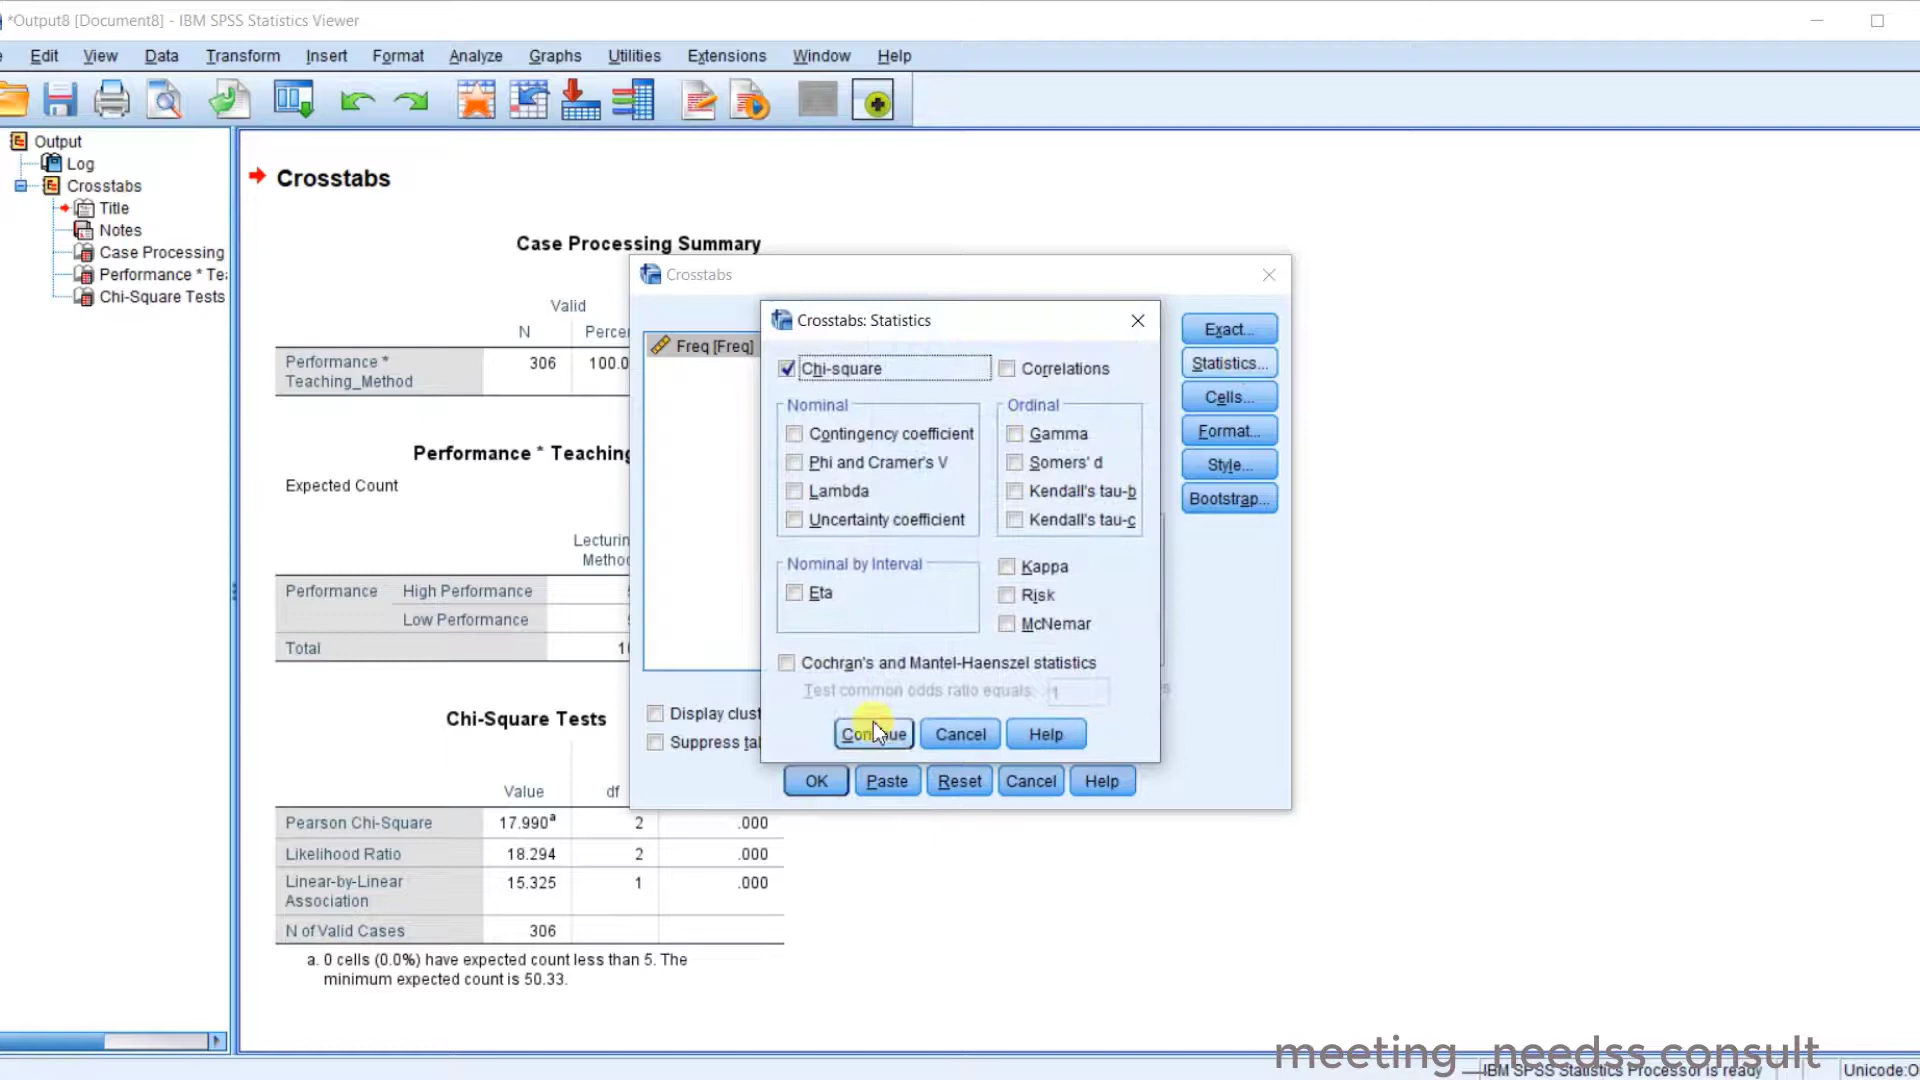 *Output8 [Document8] - IBM SPSS Statistics Viewer
Edit View Data Transform Insert Format Analyze Graphs Utilities Extensions Window Help
Output
Log
Crosstabs
Title
Notes
Case Processing
Performance * Te
Chi-Square Tests
Crosstabs
Case Processing Summary
Valid
N Percen
Performance * 306 100.0
Teaching_Method
Performance * Teaching
Expected Count
Lecturin
Metho
Performance High Performance
Low Performance
Total 1
Chi-Square Tests
Value df
Pearson Chi-Square 17.990a 2 .000
Likelihood Ratio 18.294 2 .000
Linear-by-Linear 15.325 1 .000
Association
N of Valid Cases 306
a. 0 cells (0.0%) have expected count less than 5. The
minimum expected count is 50.33.
Crosstabs
Freq [Freq]
Display clust
Suppress ta
Exact...
Statistics...
Cells...
Format...
Style...
Bootstrap...
OK Paste Reset Cancel Help
Crosstabs: Statistics
Chi-square Correlations
Nominal
Contingency coefficient
Phi and Cramer's V
Lambda
Uncertainty coefficient
Ordinal
Gamma
Somers' d
Kendall's tau-b
Kendall's tau-c
Nominal by Interval
Eta
Kappa
Risk
McNemar
Cochran's and Mantel-Haenszel statistics
Test common odds ratio equals: 1
Continue Cancel Help
meeting_needss consult
IBM SPSS Statistics Processor is ready Unicode:O